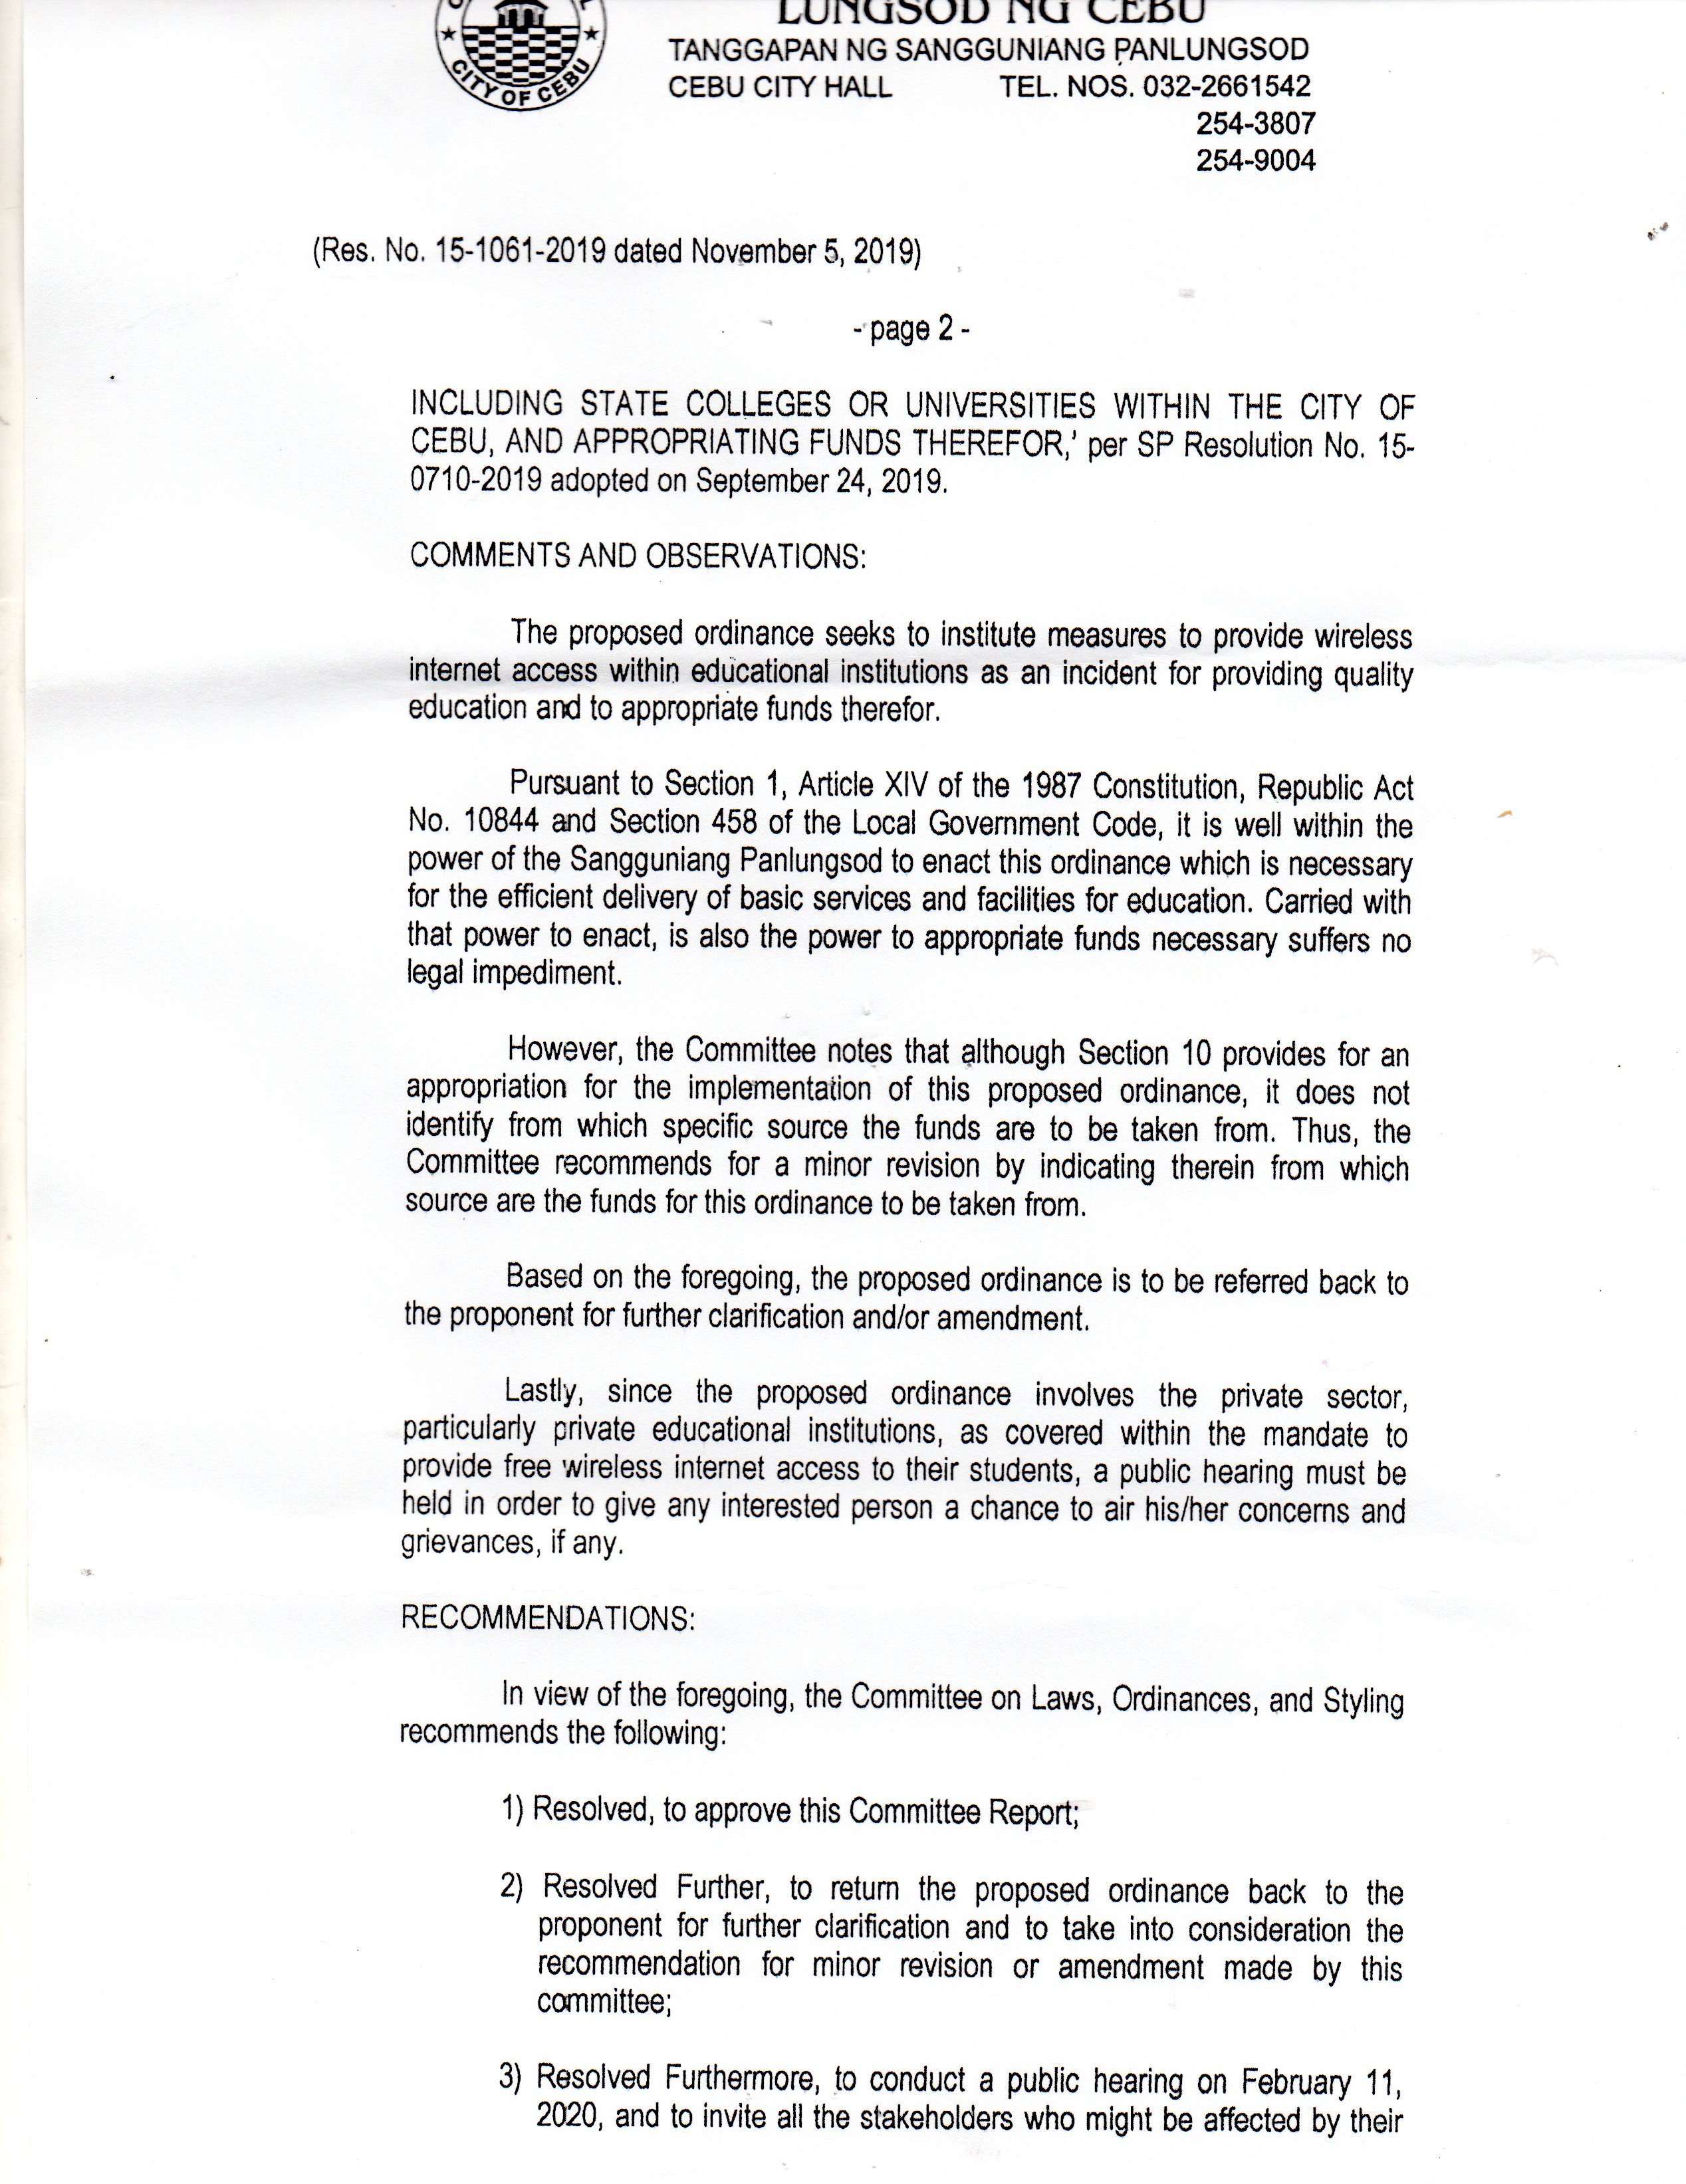 LUNGSOD NG CEBU
TANGGAPAN NG SANGGUNIANG PANLUNGSOD
CEBU CITY HALL TEL. NOS. 032-2661542
254-3807
254-9004
CITY OF CEBU
(Res. No. 15-1061-2019 dated November 5, 2019)
- page 2 -
INCLUDING STATE COLLEGES OR UNIVERSITIES WITHIN THE CITY OF
CEBU, AND APPROPRIATING FUNDS THEREFOR,' per SP Resolution No. 15-
0710-2019 adopted on September 24, 2019.
COMMENTS AND OBSERVATIONS:
The proposed ordinance seeks to institute measures to provide wireless
internet access within educational institutions as an incident for providing quality
education and to appropriate funds therefor.
Pursuant to Section 1, Article XIV of the 1987 Constitution, Republic Act
No. 10844 and Section 458 of the Local Government Code, it is well within the
power of the Sangguniang Panlungsod to enact this ordinance which is necessary
for the efficient delivery of basic services and facilities for education. Carried with
that power to enact, is also the power to appropriate funds necessary suffers no
legal impediment.
However, the Committee notes that although Section 10 provides for an
appropriation for the implementation of this proposed ordinance, it does not
identify from which specific source the funds are to be taken from. Thus, the
Committee recommends for a minor revision by indicating therein from which
source are the funds for this ordinance to be taken from.
Based on the foregoing, the proposed ordinance is to be referred back to
the proponent for further clarification and/or amendment.
Lastly, since the proposed ordinance involves the private sector,
particularly private educational institutions, as covered within the mandate to
provide free wireless internet access to their students, a public hearing must be
held in order to give any interested person a chance to air his/her concerns and
grievances, if any.
RECOMMENDATIONS:
In view of the foregoing, the Committee on Laws, Ordinances, and Styling
recommends the following:
1) Resolved, to approve this Committee Report;
2) Resolved Further, to return the proposed ordinance back to the
proponent for further clarification and to take into consideration the
recommendation for minor revision or amendment made by this
committee;
3) Resolved Furthermore, to conduct a public hearing on February 11,
2020, and to invite all the stakeholders who might be affected by their